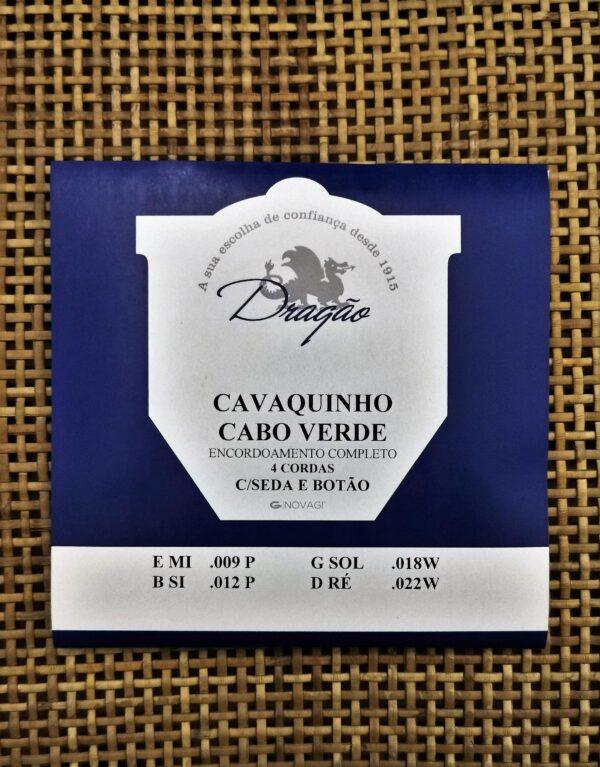 A sua escolha de confiança desde 1915
Dragão
CAVAQUINHO
CABO VERDE
ENCORDOAMENTO COMPLETO
4 CORDAS
C/SEDA E BOTÃO
G INOVAGI
E MI .009 P G SOL .018W
B SI .012 P D RÉ .022W